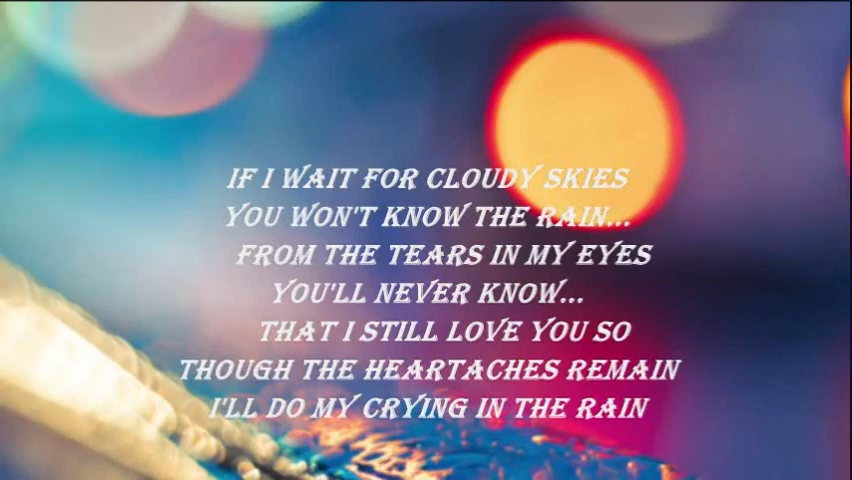 IF I WAIT FOR CLOUDY SKIES
YOU WON'T KNOW THE RAIN...
FROM THE TEARS IN MY EYES
YOU'LL NEVER KNOW...
THAT I STILL LOVE YOU SO
THOUGH THE HEARTACHES REMAIN
I'LL DO MY CRYING IN THE RAIN